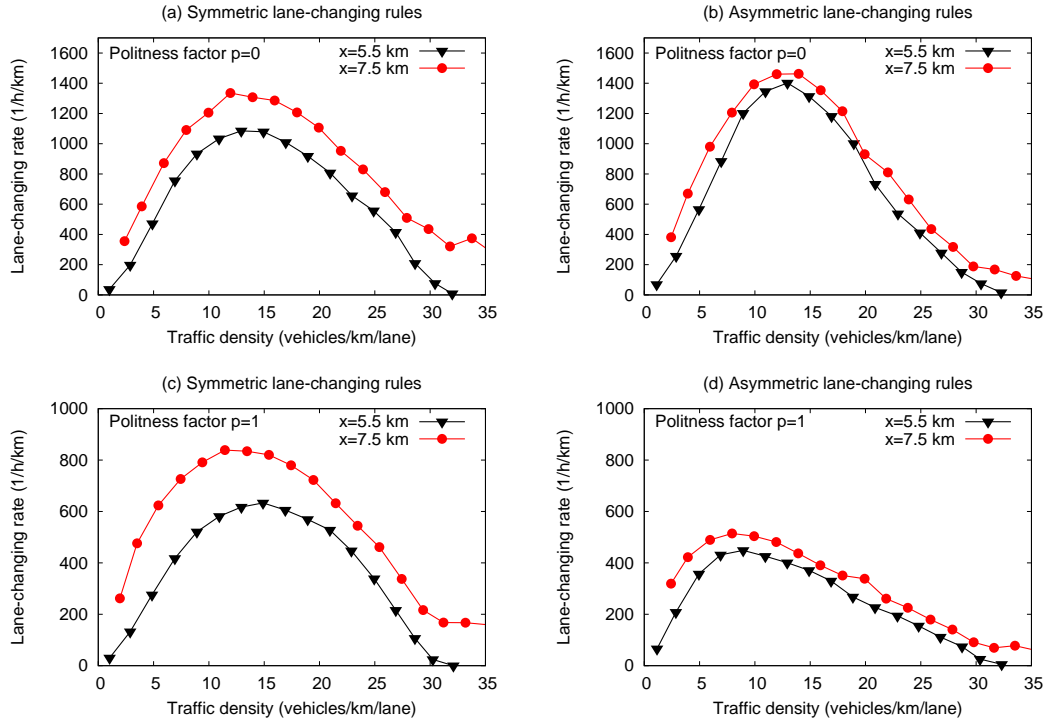 (a) Symmetric lane-changing rules
Politness factor p=0
x=5.5 km
x=7.5 km
Lane-changing rate (1/h/km)
1600
1400
1200
1000
800
600
400
200
0
0 5 10 15 20 25 30 35
Traffic density (vehicles/km/lane)
(b) Asymmetric lane-changing rules
Politness factor p=0
x=5.5 km
x=7.5 km
Lane-changing rate (1/h/km)
1600
1400
1200
1000
800
600
400
200
0
0 5 10 15 20 25 30 35
Traffic density (vehicles/km/lane)
(c) Symmetric lane-changing rules
Politness factor p=1
x=5.5 km
x=7.5 km
Lane-changing rate (1/h/km)
1000
800
600
400
200
0
0 5 10 15 20 25 30 35
Traffic density (vehicles/km/lane)
(d) Asymmetric lane-changing rules
Politness factor p=1
x=5.5 km
x=7.5 km
Lane-changing rate (1/h/km)
1000
800
600
400
200
0
0 5 10 15 20 25 30 35
Traffic density (vehicles/km/lane)